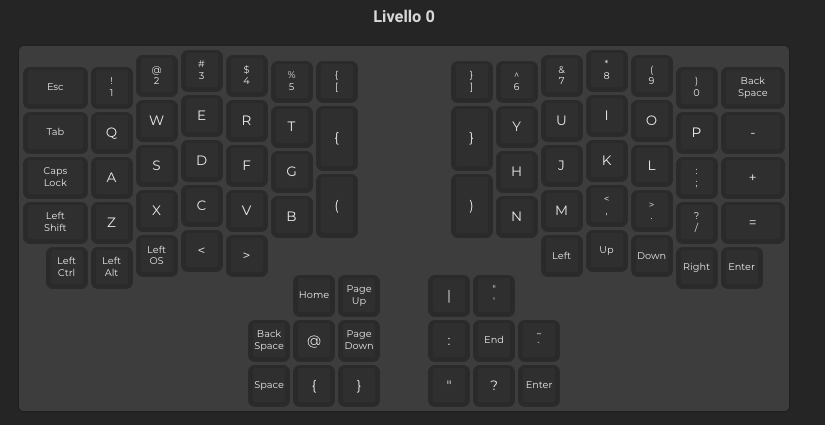 Livello 0
Esc
!
1
@
2
#
3
$
4
%
5
{
[
}
]
^
6
&
7
*
8
(
9
)
0
Back
Space
Tab
Q
W
E
R
T
{
}
Y
U
I
O
P
-
Caps
Lock
A
S
D
F
G
H
J
K
L
:
;
+
Left
Shift
Z
X
C
V
B
(
)
N
M
<
,
>
.
?
/
=
Left
Ctrl
Left
Alt
Left
OS
<
>
Left
Up
Down
Right
Enter
Home
Page
Up
|
"
'
Back
Space
@
Page
Down
:
End
~
`
Space
{
}
"
?
Enter